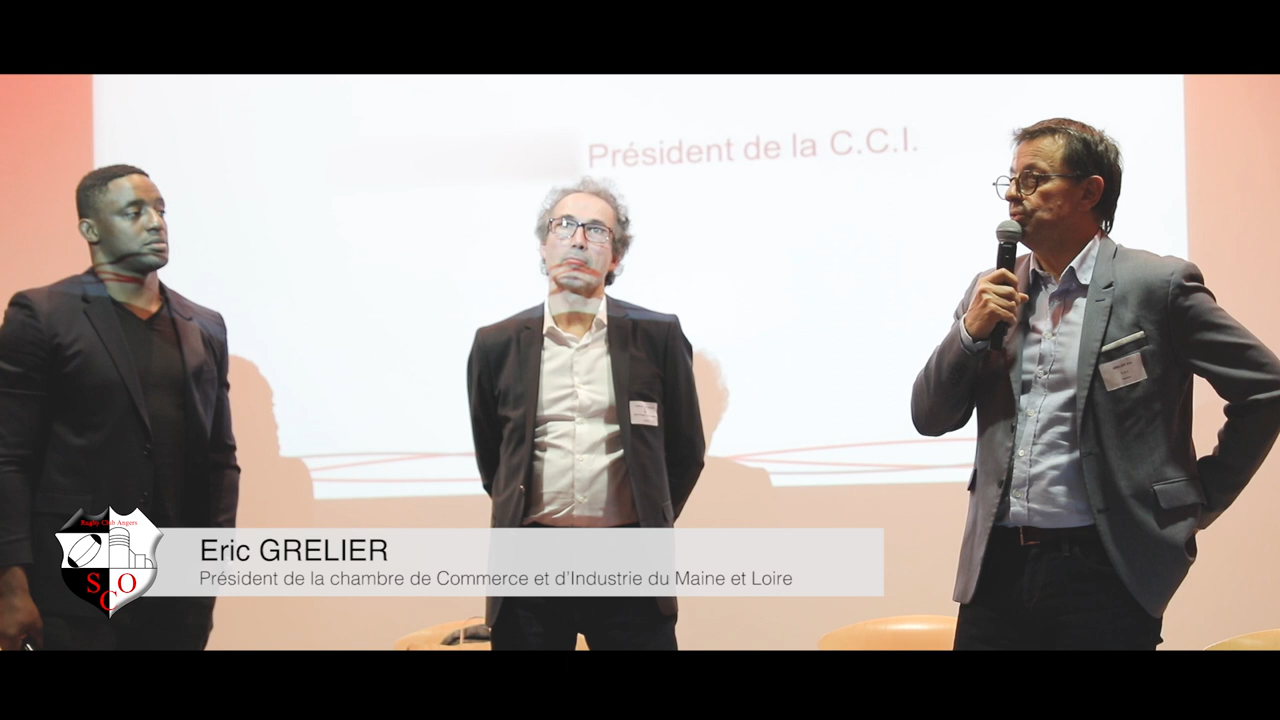 Président de la C.C.I.
Rugby Club Angers
SCO
Eric GRELIER
Président de la chambre de Commerce et d'Industrie du Maine et Loire